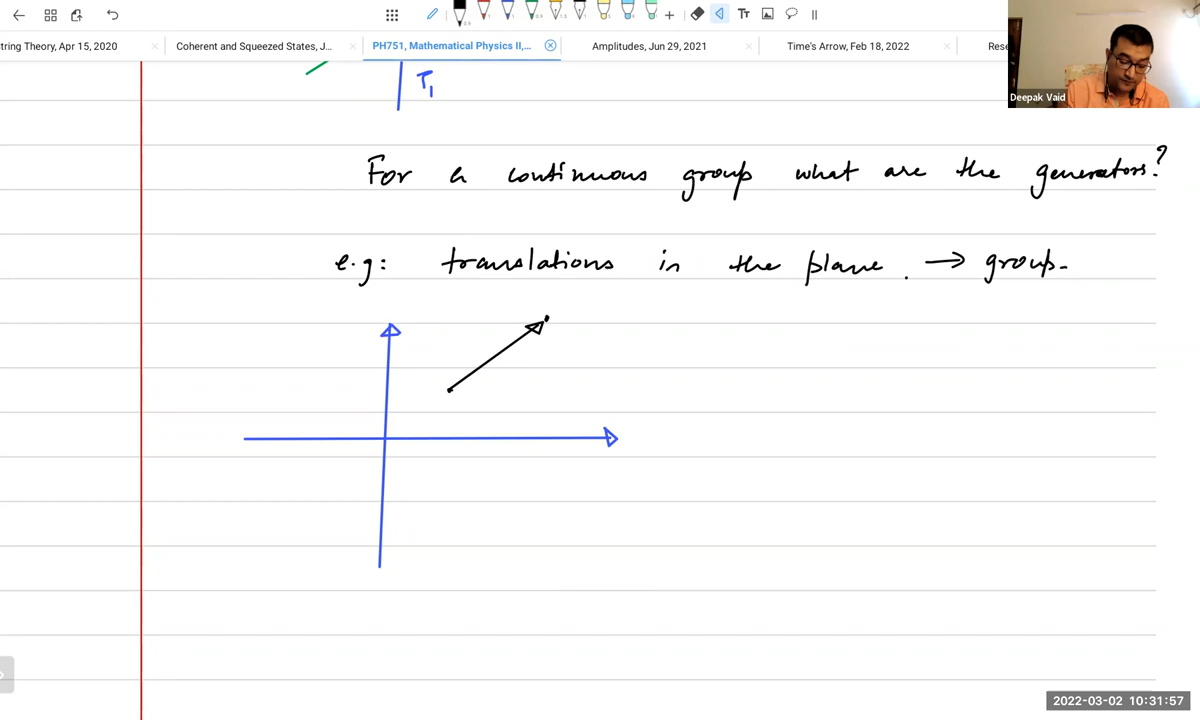 tring Theory, Apr 15, 2020
Coherent and Squeezed States, J...
PH751, Mathematical Physics II,...
Amplitudes, Jun 29, 2021
Time's Arrow, Feb 18, 2022
Rese
Tт
Deepak Vaid
T₁
For a continuous group what are the generators?
e.g: translations in the plane. → group.
2022-03-02 10:31:57